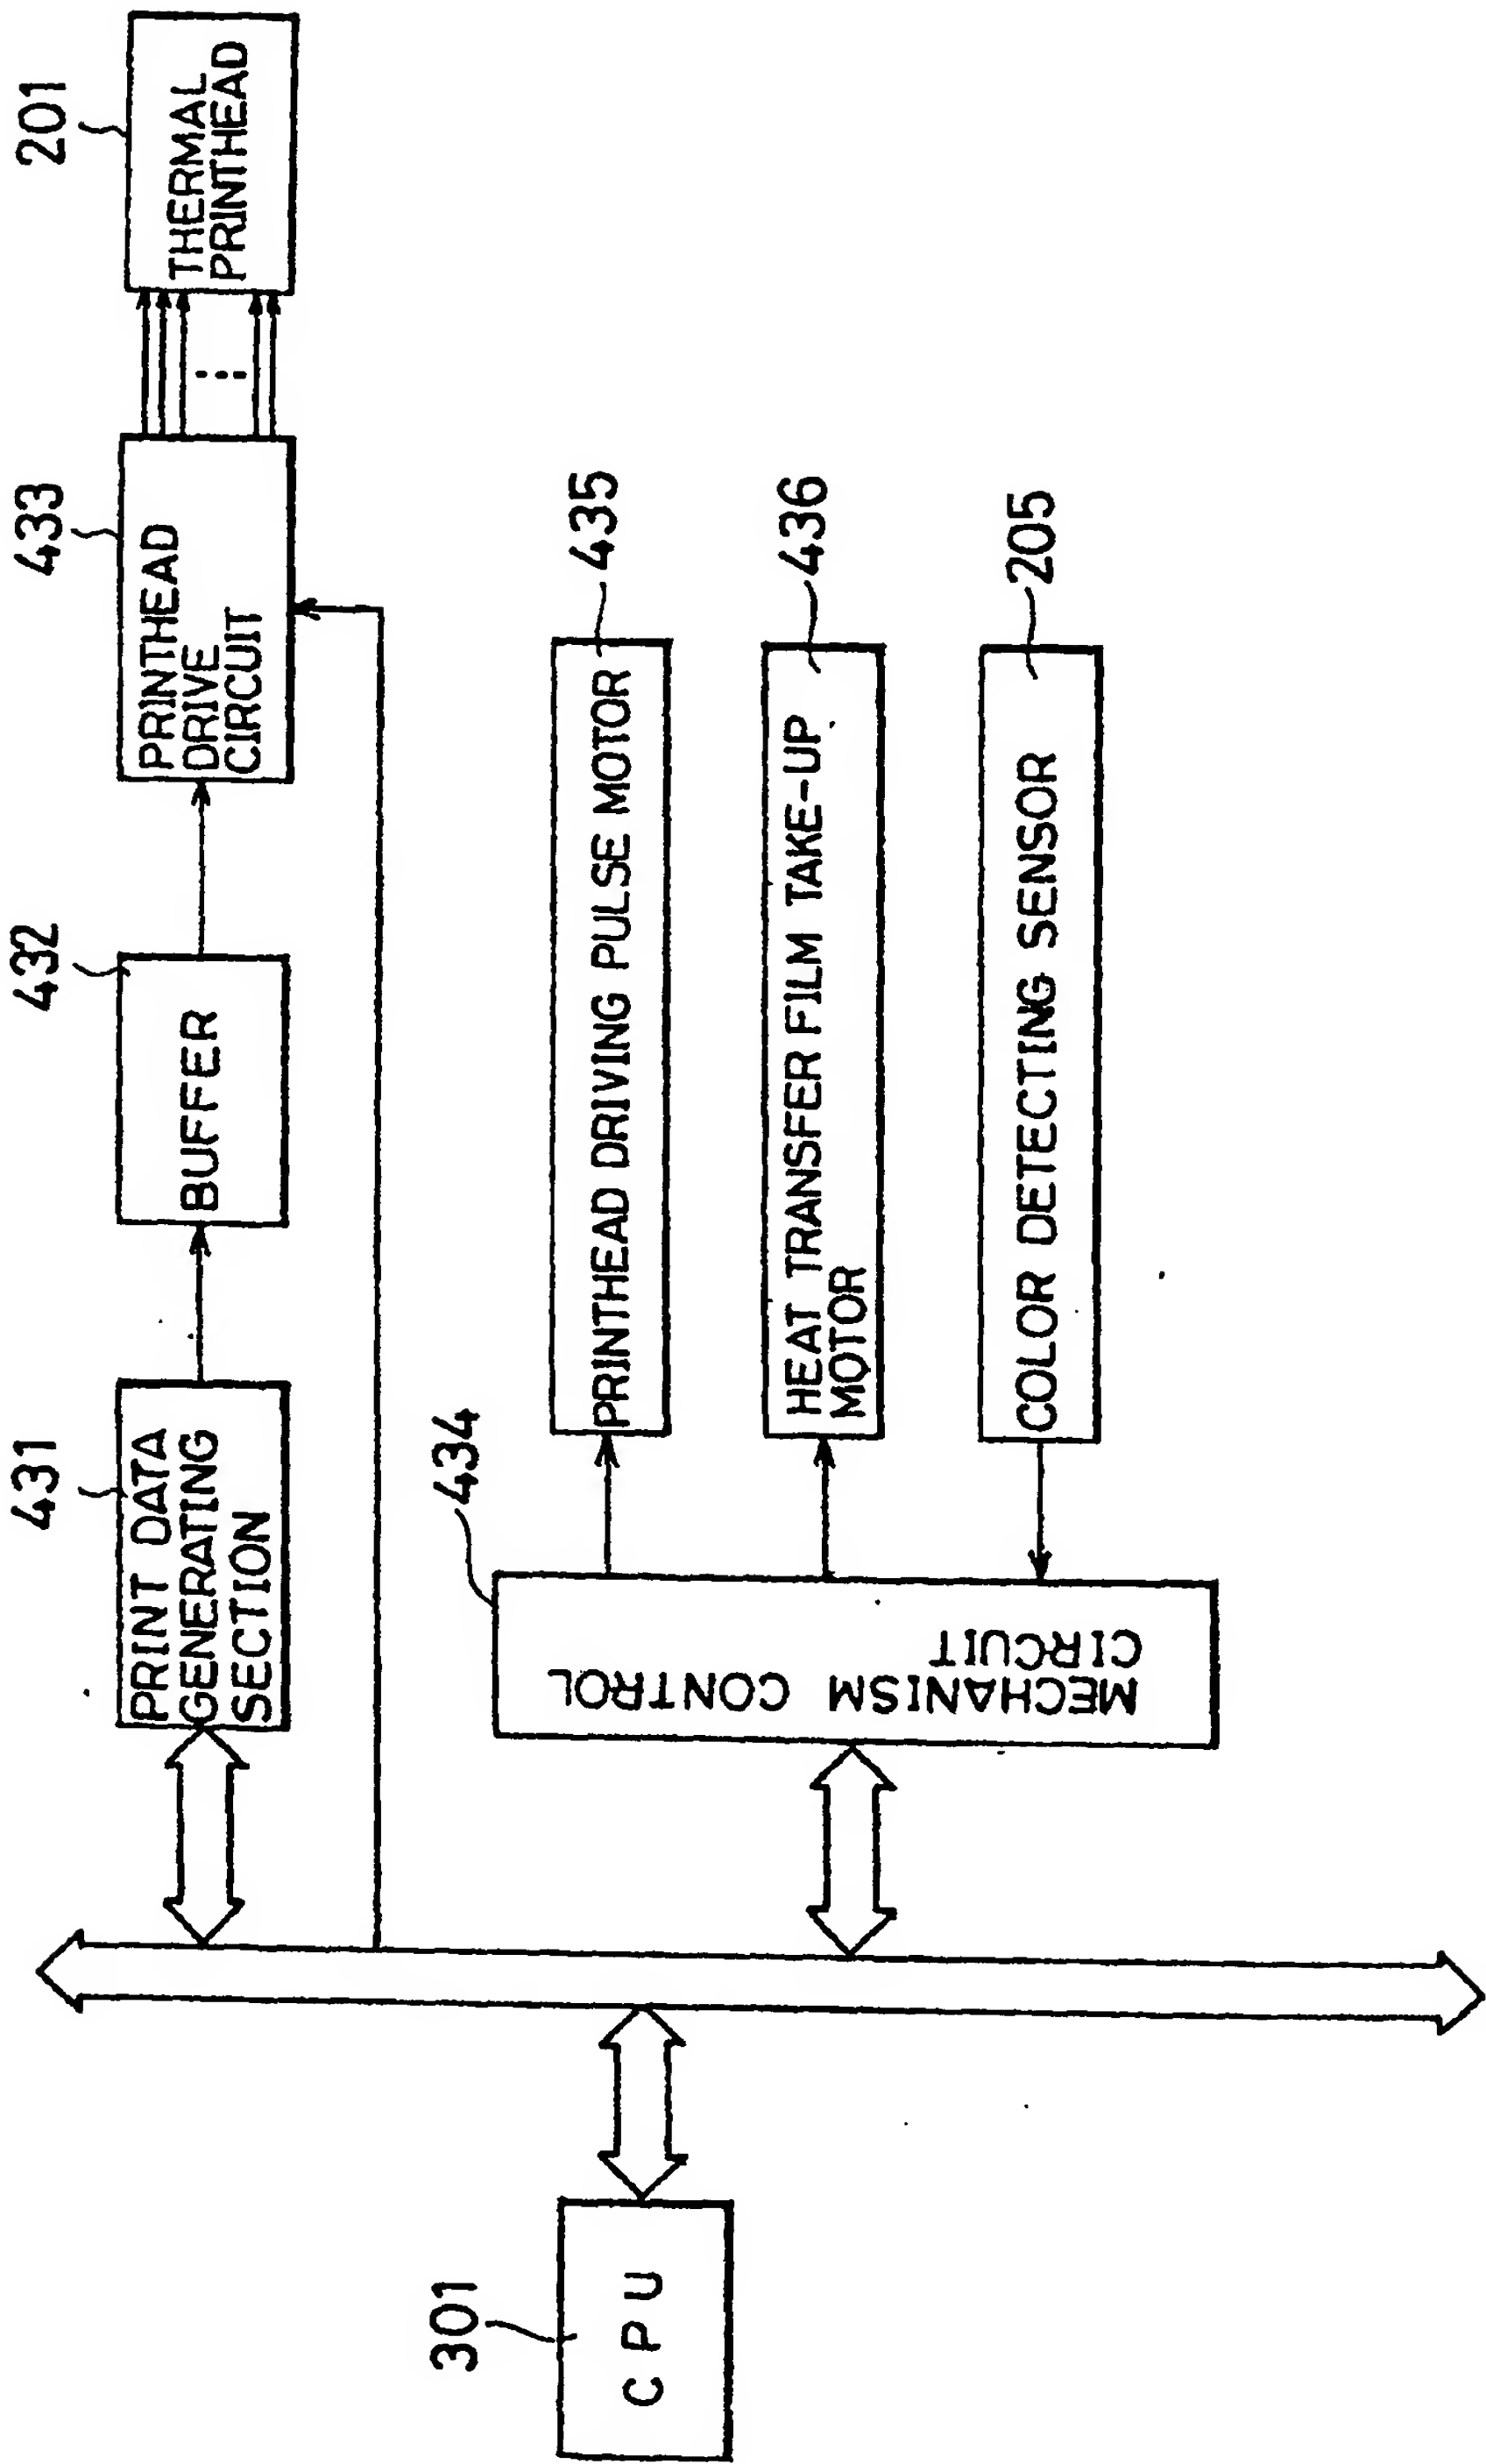 431
PRINT DATA
GENERATING
SECTION
432
BUFFER
433
PRINTHEAD
DRIVE
CIRCUIT
201
THERMAL
PRINTHEAD
301
CPU
434
MECHANISM CONTROL
CIRCUIT
435
PRINTHEAD DRIVING PULSE MOTOR
436
HEAT TRANSFER FILM TAKE-UP
MOTOR
205
COLOR DETECTING SENSOR